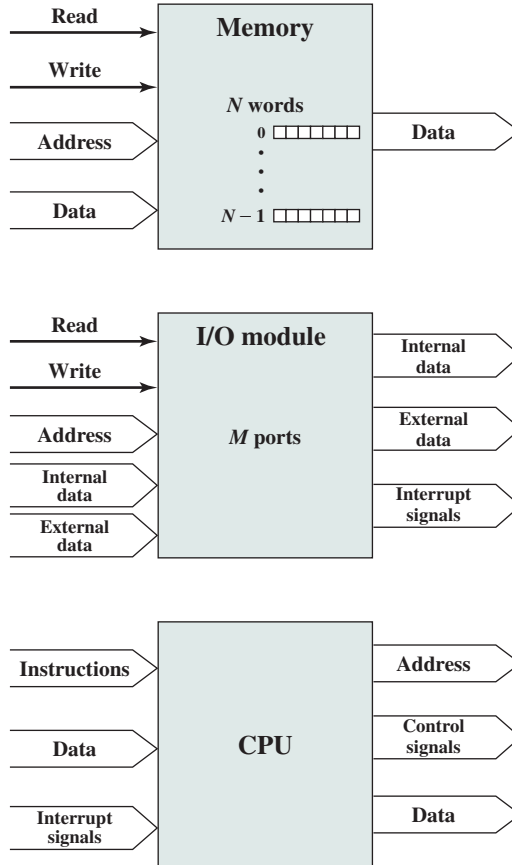 Read
Memory
Write
N words
0
Address
Data
Data
N – 1
Read
I/O module
Write
Internal
data
Address
M ports
External
data
Internal
data
Interrupt
signals
External
data
Instructions
Address
CPU
Data
Control
signals
Interrupt
signals
Data